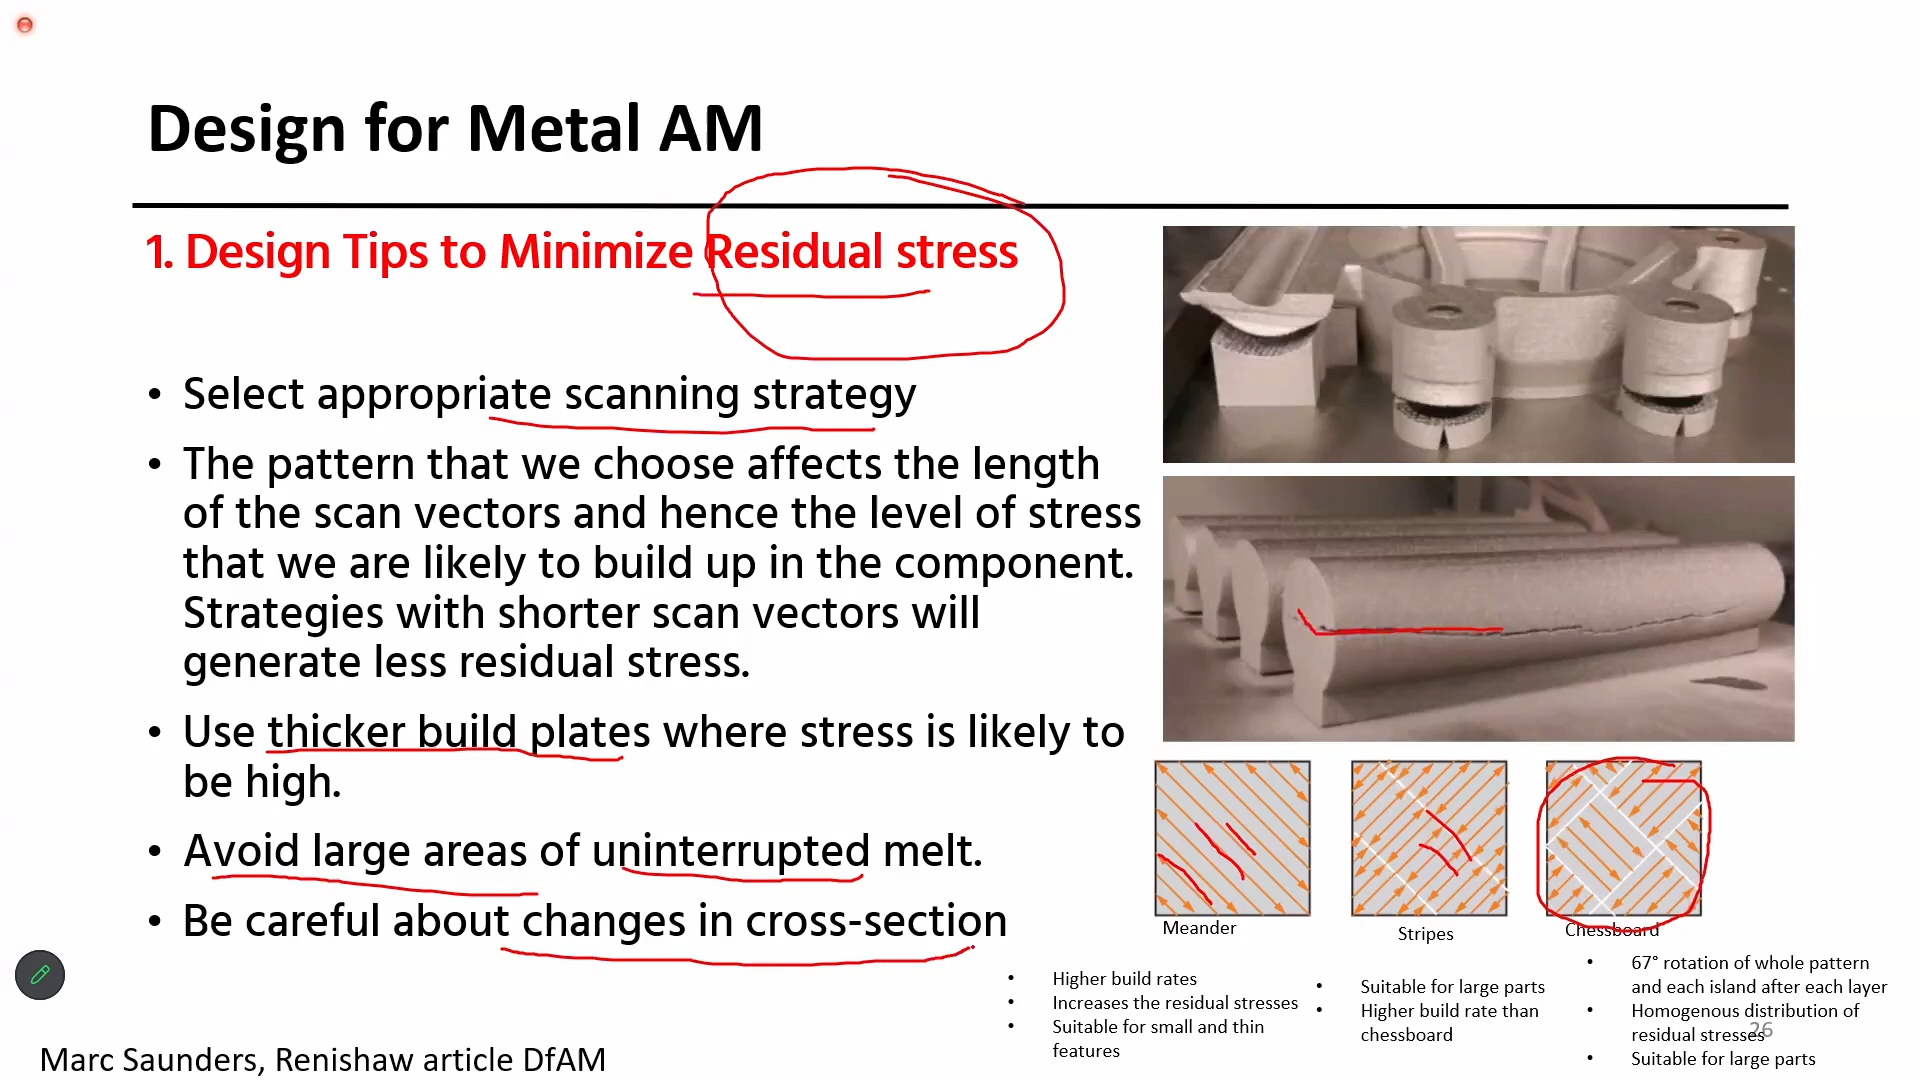 Design for Metal AM
1. Design Tips to Minimize Residual stress
• Select appropriate scanning strategy
• The pattern that we choose affects the length
of the scan vectors and hence the level of stress
that we are likely to build up in the component.
Strategies with shorter scan vectors will
generate less residual stress.
• Use thicker build plates where stress is likely to
be high.
• Avoid large areas of uninterrupted melt.
• Be careful about changes in cross-section
Meander
• Higher build rates
• Increases the residual stresses
• Suitable for small and thin
features
Stripes
• Suitable for large parts
• Higher build rate than
chessboard
Chessboard
• 67° rotation of whole pattern
and each island after each layer
• Homogenous distribution of
residual stresses
• Suitable for large parts
26
Marc Saunders, Renishaw article DfAM